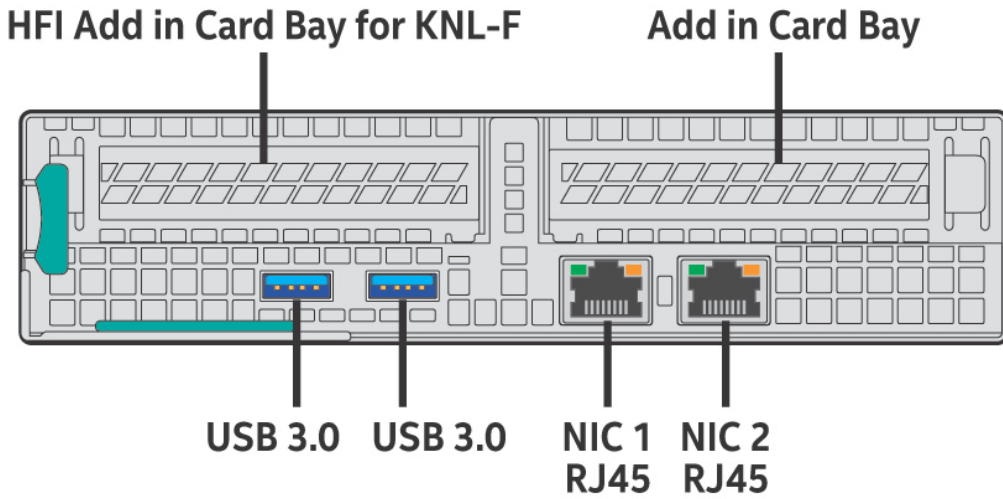 HFI Add in Card Bay for KNL-F
Add in Card Bay
USB 3.0
USB 3.0
NIC 1
RJ45
NIC 2
RJ45